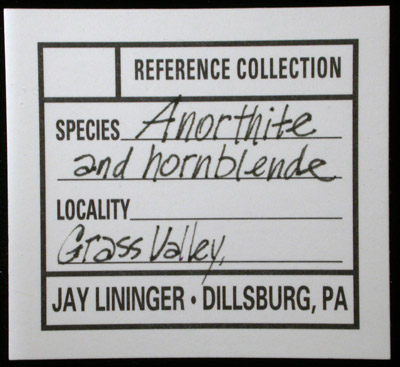 REFERENCE COLLECTION
SPECIES Anorthite
and hornblende
LOCALITY
Grass Valley,
JAY LININGER • DILLSBURG, PA